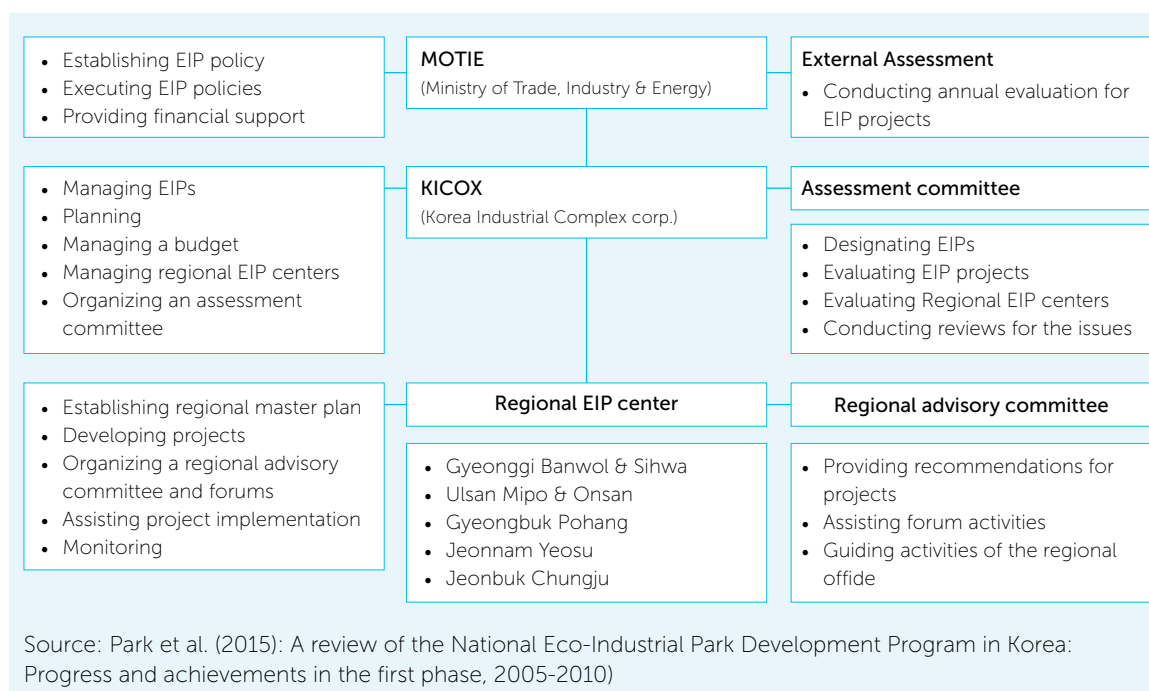 • Establishing EIP policy
• Executing EIP policies
• Providing financial support
MOTIE
(Ministry of Trade, Industry & Energy)
External Assessment
• Conducting annual evaluation for
EIP projects
• Managing EIPs
• Planning
• Managing a budget
• Managing regional EIP centers
• Organizing an assessment
committee
KICOX
(Korea Industrial Complex corp.)
Assessment committee
• Designating EIPs
• Evaluating EIP projects
• Evaluating Regional EIP centers
• Conducting reviews for the issues
• Establishing regional master plan
• Developing projects
• Organizing a regional advisory
committee and forums
• Assisting project implementation
• Monitoring
Regional EIP center
• Gyeonggi Banwol & Sihwa
• Ulsan Mipo & Onsan
• Gyeongbuk Pohang
• Jeonnam Yeosu
• Jeonbuk Chungju
Regional advisory committee
• Providing recommendations for
projects
• Assisting forum activities
• Guiding activities of the regional
offide
Source: Park et al. (2015): A review of the National Eco-Industrial Park Development Program in Korea:
Progress and achievements in the first phase, 2005-2010)